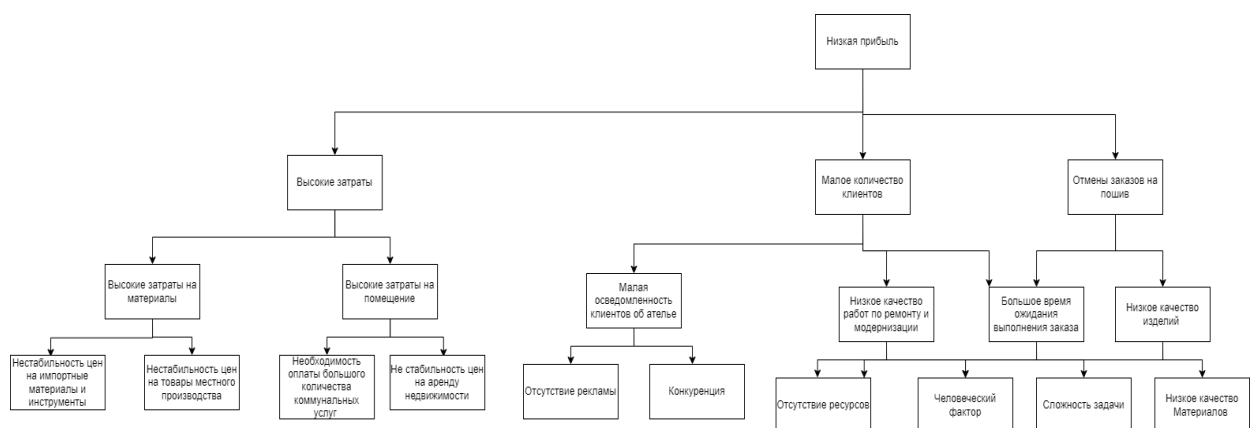 Низкая прибыль
Высокие затраты
Малое количество
клиентов
Отмены заказов на
пошив
Высокие затраты на
материалы
Высокие затраты на
помещение
Малая
осведомленность
клиентов об ателье
Низкое качество
работ по ремонту и
модернизации
Большое время
ожидания
выполнения заказа
Низкое качество
изделий
Нестабильность цен
на импортные
материалы и
инструменты
Нестабильность цен
на товары местного
производства
Необходимость
оплаты большого
количества
коммунальных
услуг
Не стабильность цен
на аренду
недвижимости
Отсутствие рекламы
Конкуренция
Отсутствие ресурсов
Человеческий
фактор
Сложность задачи
Низкое качество
Материалов